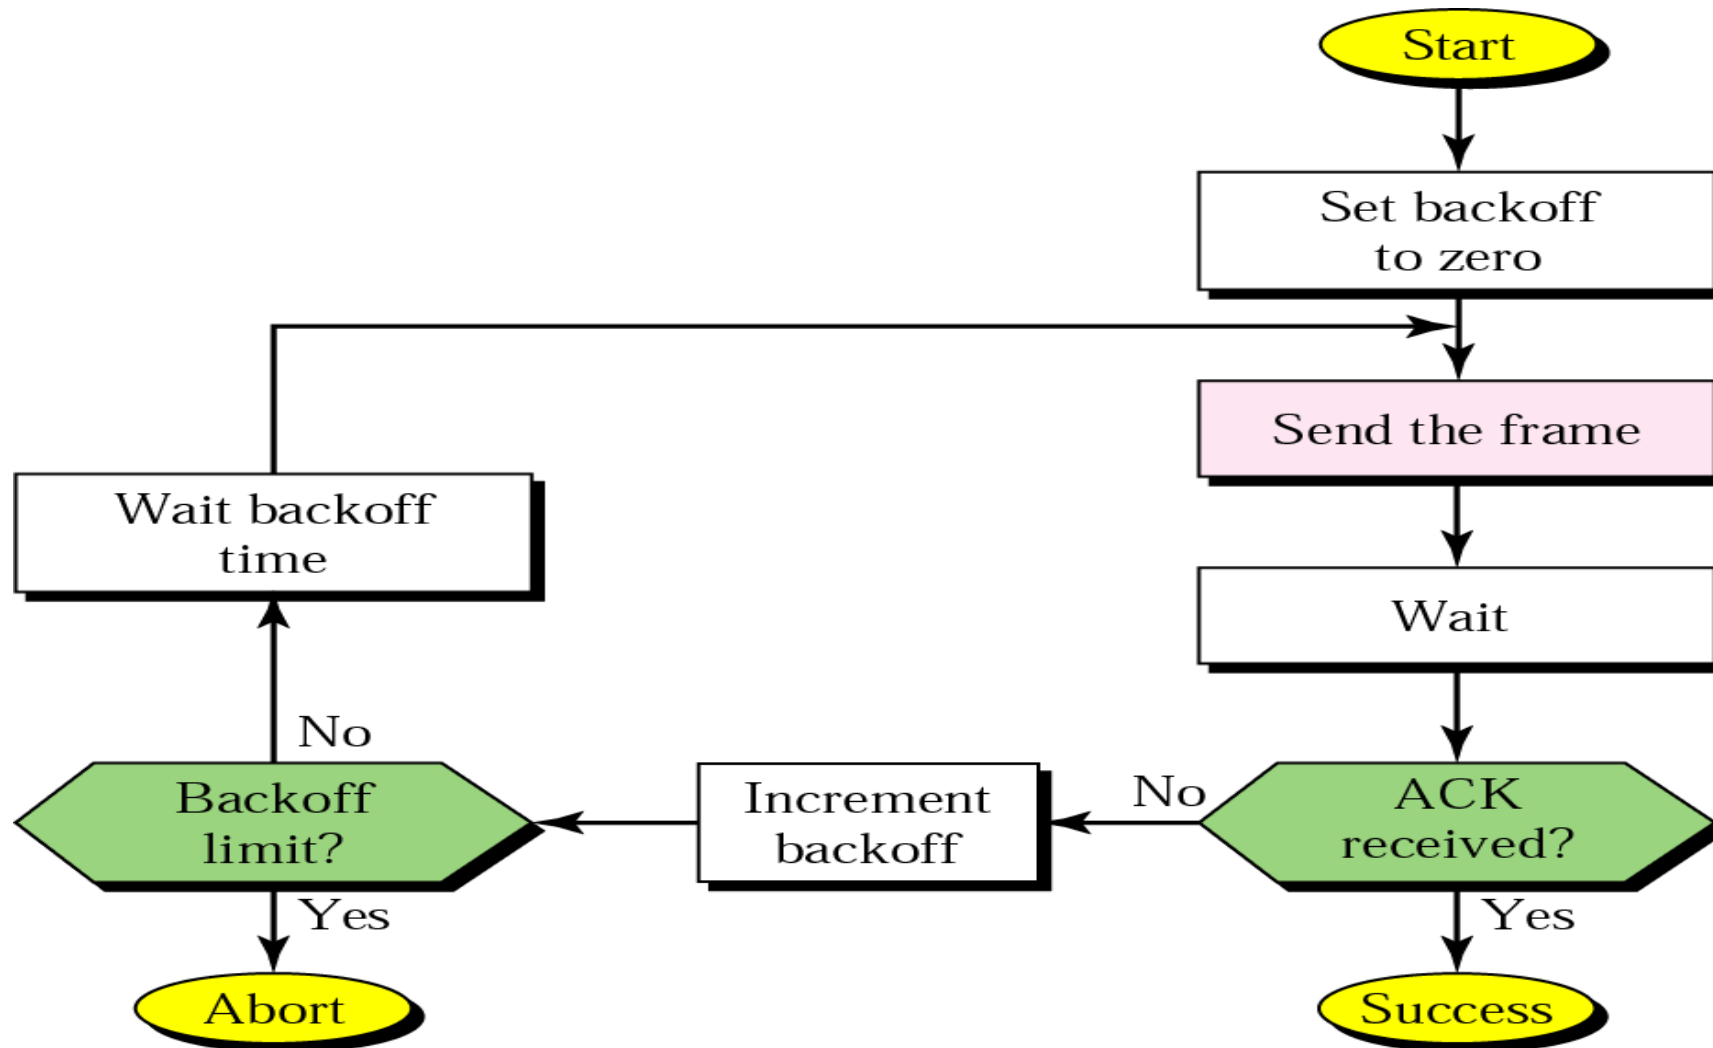 Start
Set backoff
to zero
Send the frame
Wait
ACK
received?
Yes
Success
No
Increment
backoff
Backoff
limit?
No
Wait backoff
time
Yes
Abort